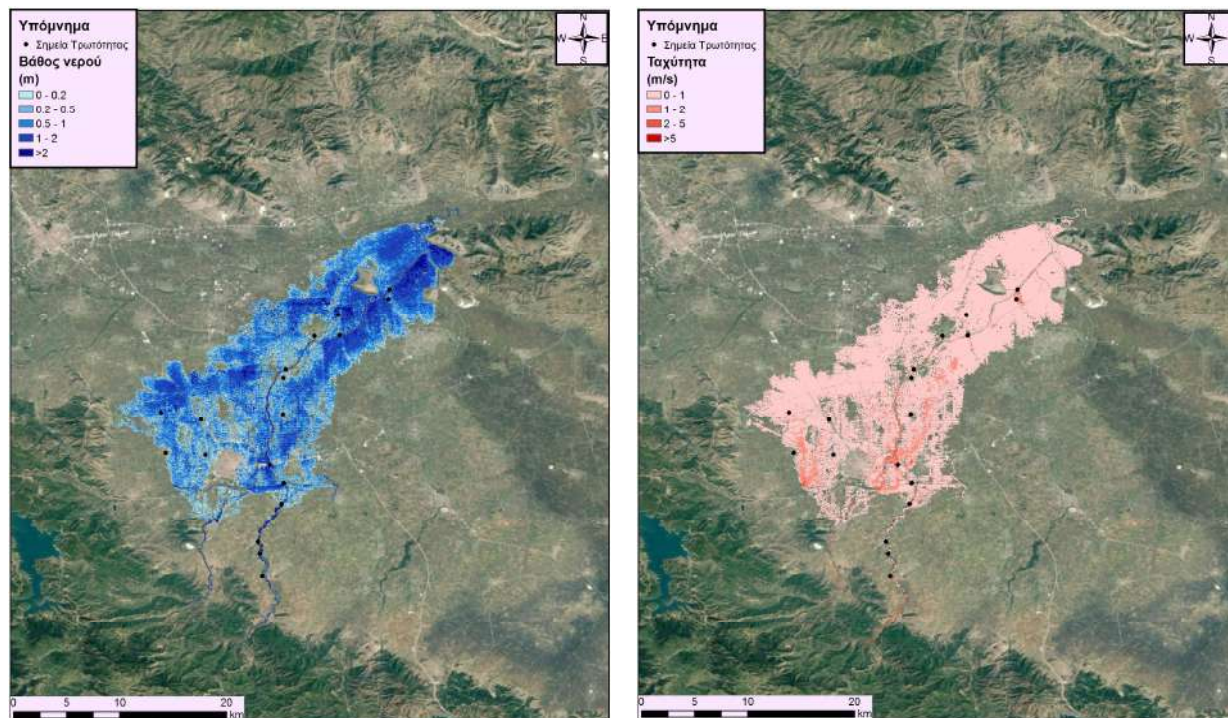 Υπόμνημα
• Σημεία Τρωτότητας
Βάθος νερού
(m)
0 - 0.2
0.2 - 0.5
0.5 - 1
1 - 2
>2
N
W E
S
0 5 10 20
km
Υπόμνημα
• Σημεία Τρωτότητας
Ταχύτητα
(m/s)
0 - 1
1 - 2
2 - 5
>5
N
W E
S
0 5 10 20
km